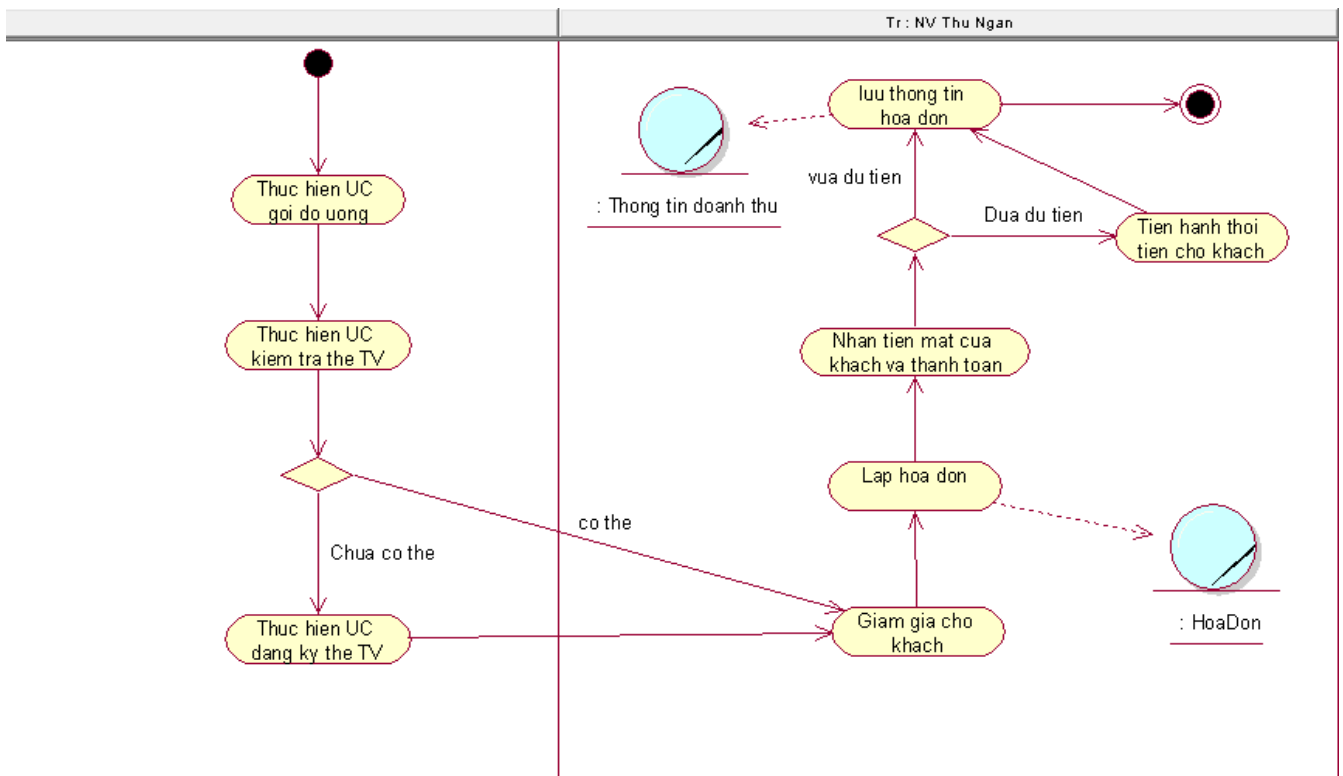 Tr : NV Thu Ngan
Thuc hien UC
goi do uong
Thuc hien UC
kiem tra the TV
Chua co the
co the
Thuc hien UC
dang ky the TV
luu thong tin
hoa don
: Thong tin doanh thu
vua du tien
Dua du tien
Tien hanh thoi
tien cho khach
Nhan tien mat cua
khach va thanh toan
Lap hoa don
: HoaDon
Giam gia cho
khach